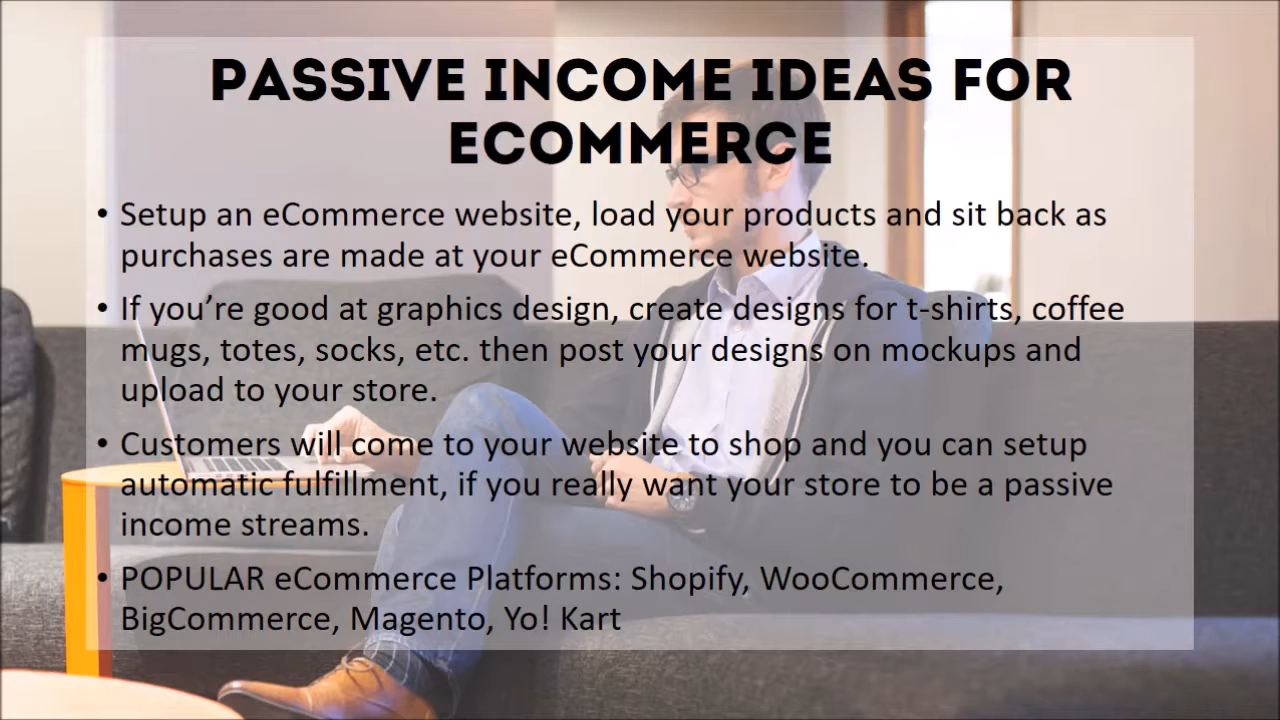 PASSIVE INCOME IDEAS FOR
ECOMMERCE
• Setup an eCommerce website, load your products and sit back as
purchases are made at your eCommerce website.
• If you’re good at graphics design, create designs for t-shirts, coffee
mugs, totes, socks, etc. then post your designs on mockups and
upload to your store.
• Customers will come to your website to shop and you can setup
automatic fulfillment, if you really want your store to be a passive
income streams.
• POPULAR eCommerce Platforms: Shopify, WooCommerce,
BigCommerce, Magento, Yo! Kart